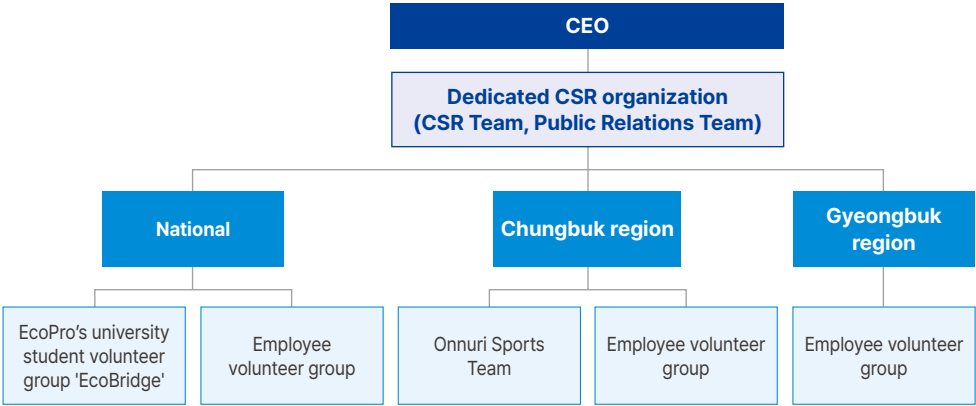 CEO
Dedicated CSR organization
(CSR Team, Public Relations Team)
National
Chungbuk region
Gyeongbuk
region
EcoPro's university
student volunteer
group 'EcoBridge'
Employee
volunteer group
Onnuri Sports
Team
Employee volunteer
group
Employee volunteer
group